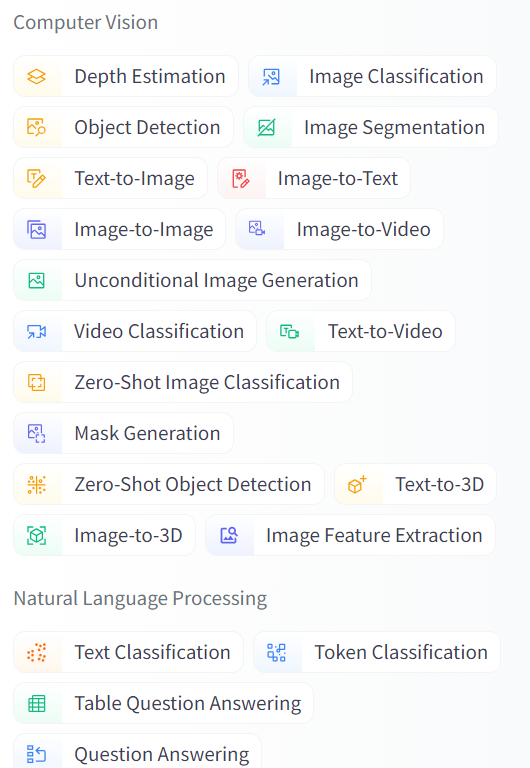 Computer Vision
Depth Estimation Image Classification
Object Detection Image Segmentation
Text-to-Image Image-to-Text
Image-to-Image Image-to-Video
Unconditional Image Generation
Video Classification Text-to-Video
Zero-Shot Image Classification
Mask Generation
Zero-Shot Object Detection Text-to-3D
Image-to-3D Image Feature Extraction
Natural Language Processing
Text Classification Token Classification
Table Question Answering
Question Answering